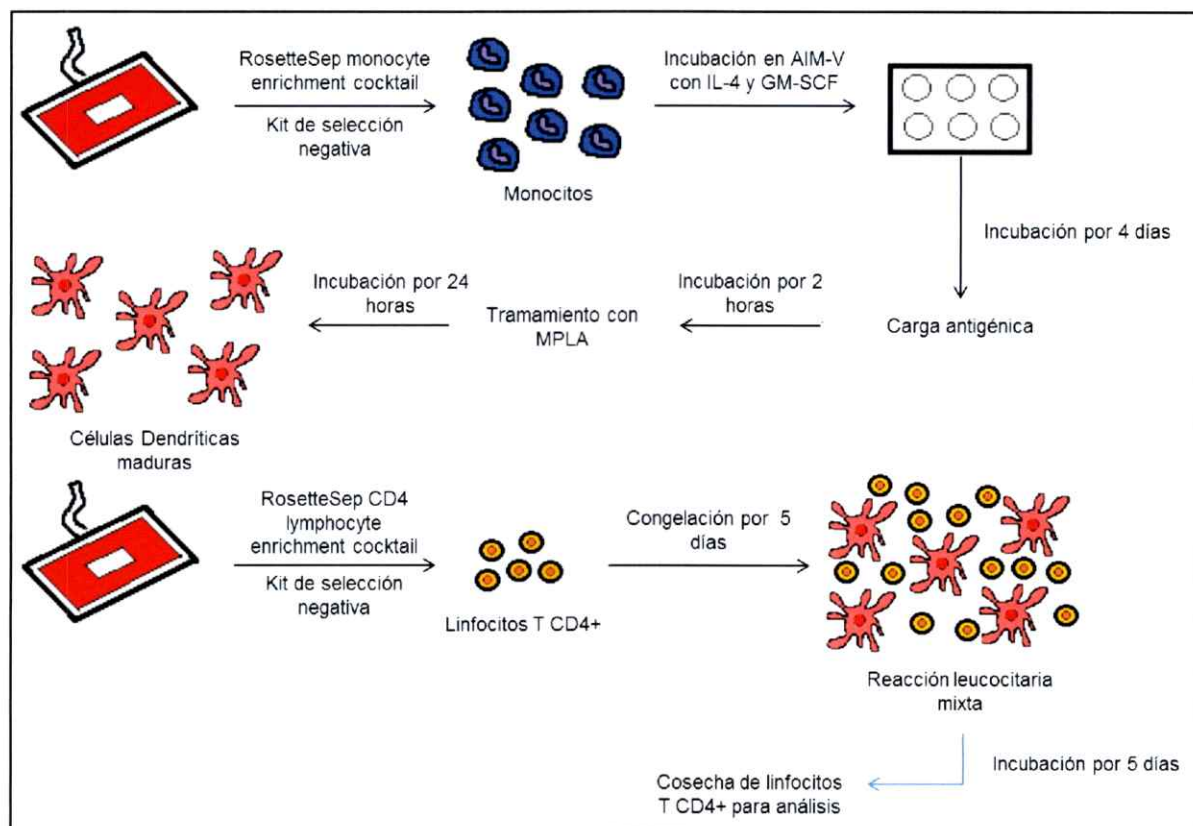 RosetteSep monocyte
enrichment cocktail
Kit de selección
negativa
Monocitos
Incubación en AIM-V
con IL-4 y GM-SCF
Incubación por 4 días
Carga antigénica
Incubación por 2
horas
Tramamiento con
MPLA
Incubación por 24
horas
Células Dendríticas
maduras
RosetteSep CD4
lymphocyte
enrichment cocktail
Kit de selección
negativa
Linfocitos T CD4+
Congelación por 5
días
Reacción leucocitaria
mixta
Incubación por 5 días
Cosecha de linfocitos
T CD4+ para análisis